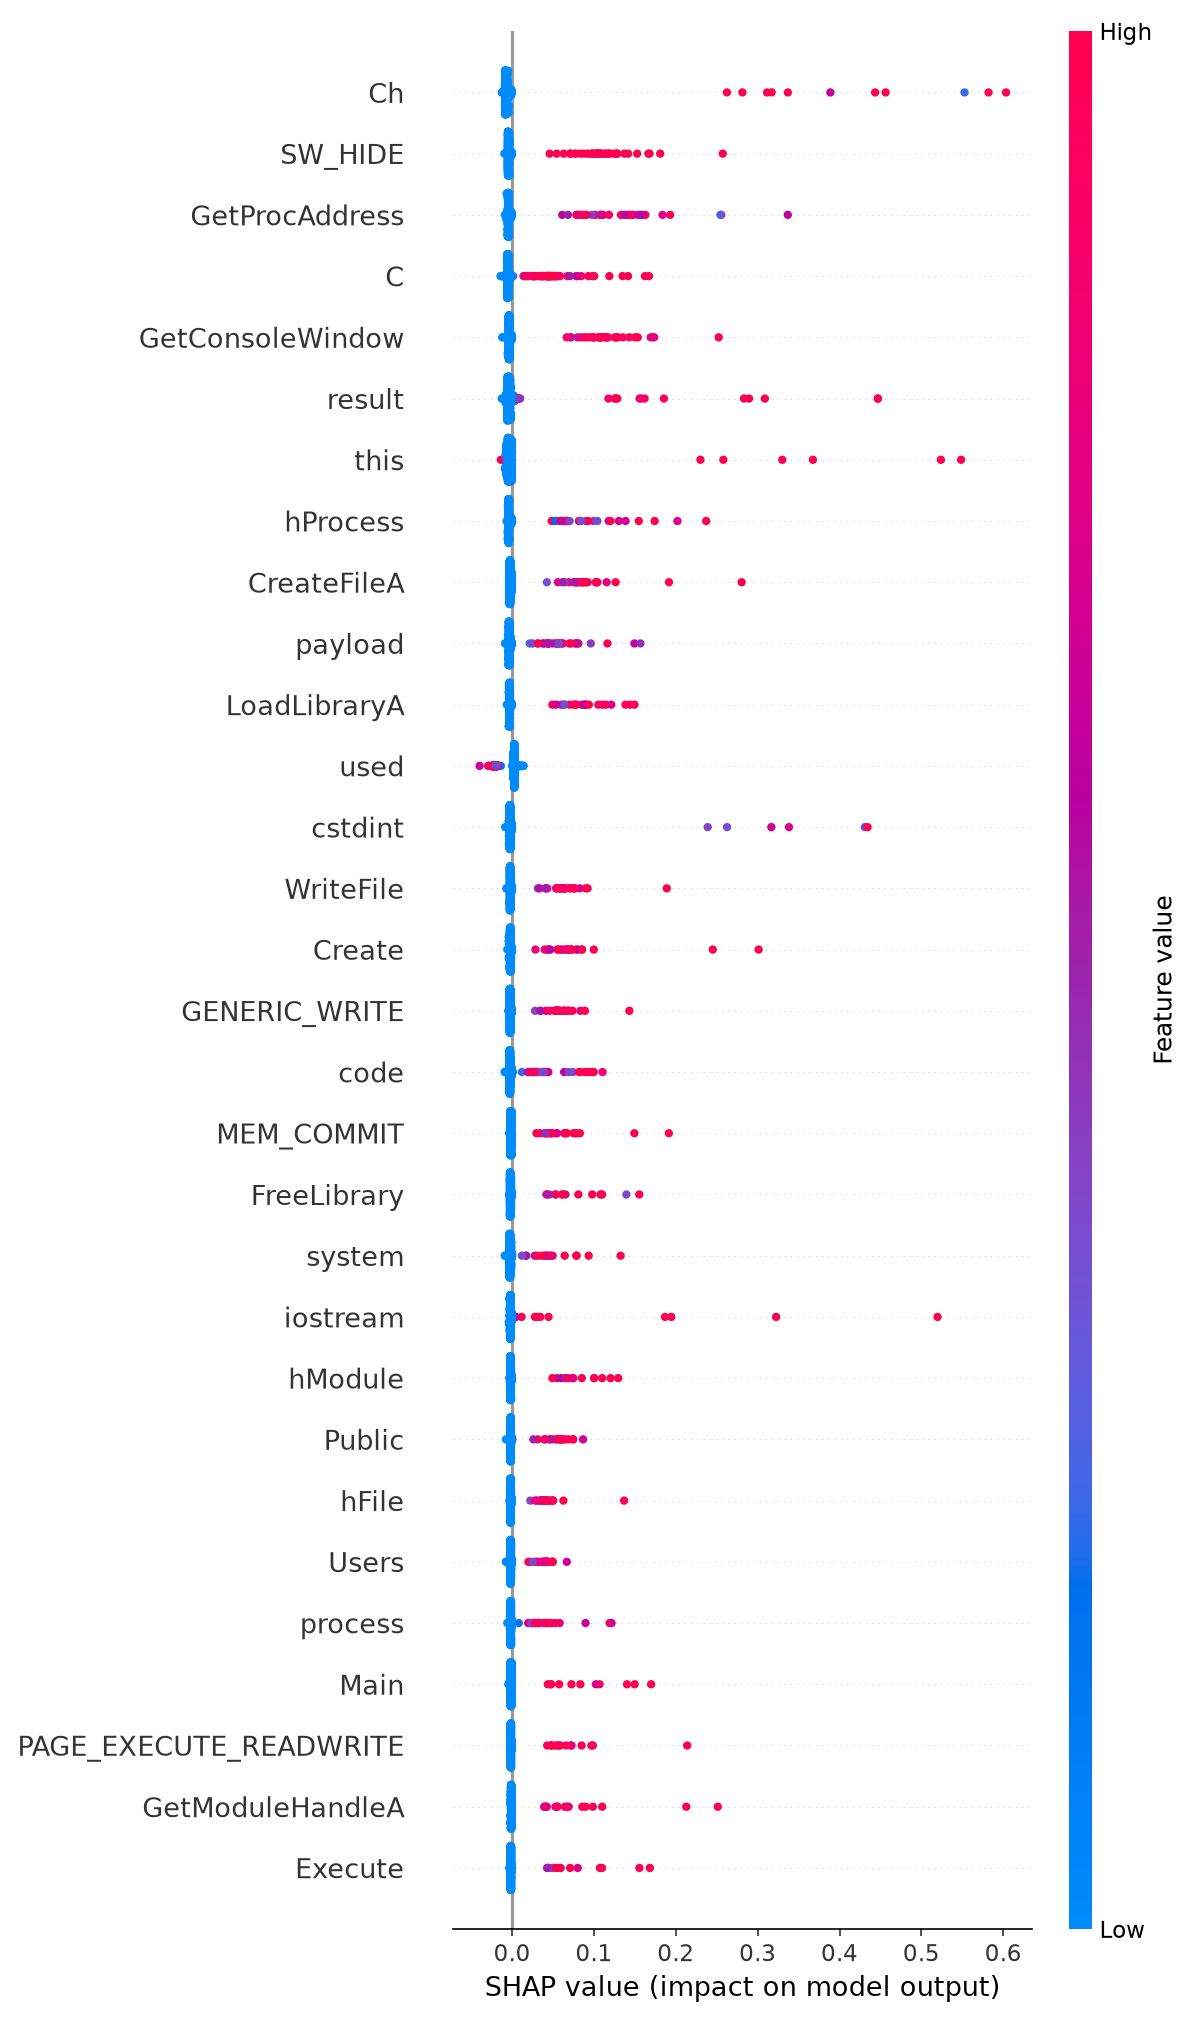 High
Ch
SW_HIDE
GetProcAddress
C
GetConsoleWindow
result
this
hProcess
CreateFileA
payload
LoadLibraryA
used
cstdint
WriteFile
Create
GENERIC_WRITE
code
MEM_COMMIT
FreeLibrary
system
iostream
hModule
Public
hFile
Users
process
Main
PAGE_EXECUTE_READWRITE
GetModuleHandleA
Execute
Feature value
Low
0.0 0.1 0.2 0.3 0.4 0.5 0.6
SHAP value (impact on model output)